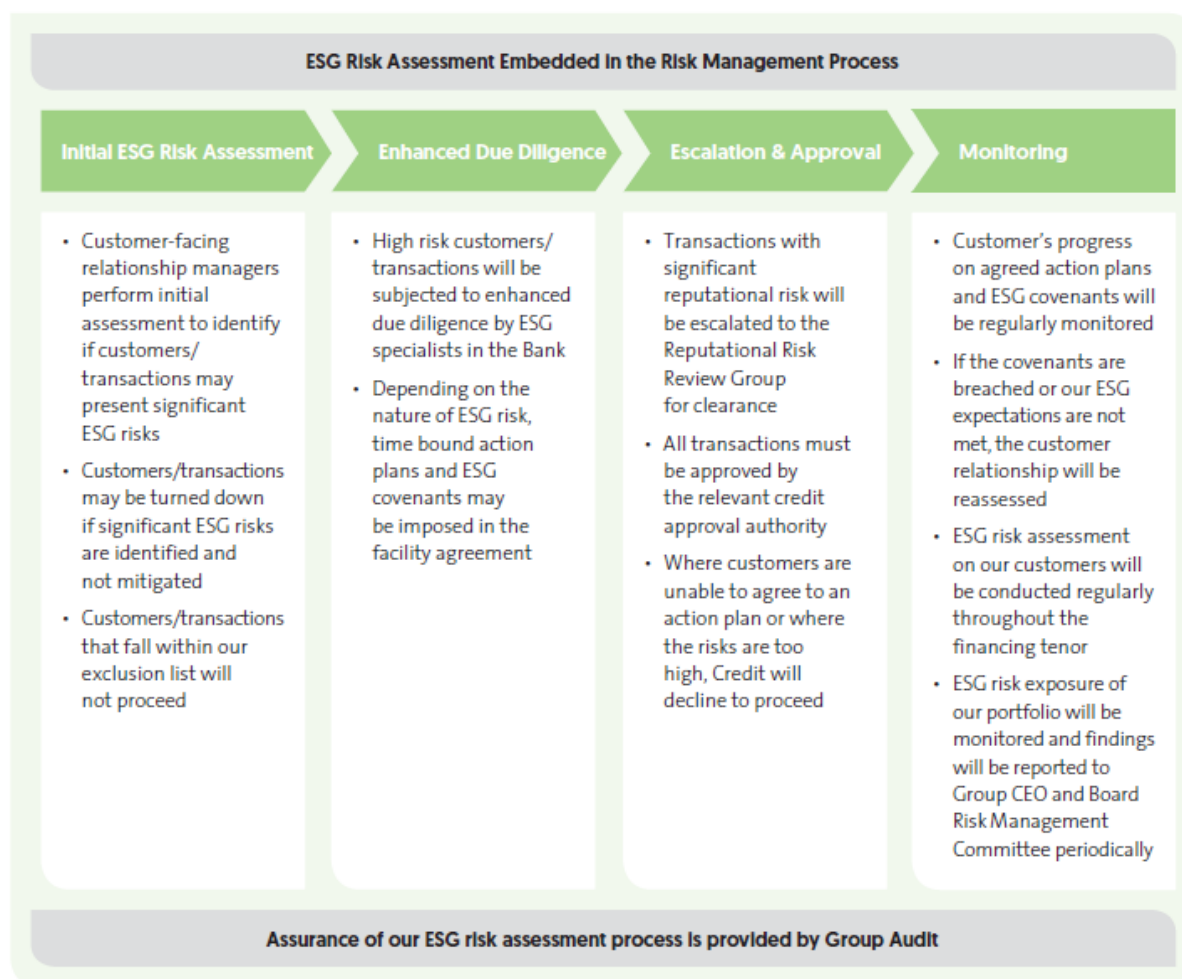 ESG Risk Assessment Embedded in the Risk Management Process
Initial ESG Risk Assessment
Enhanced Due Diligence
Escalation & Approval
Monitoring
• Customer-facing
relationship managers
perform initial
assessment to identify
if customers/
transactions may
present significant
ESG risks
• Customers/transactions
may be turned down
if significant ESG risks
are identified and
not mitigated
• Customers/transactions
that fall within our
exclusion list will
not proceed
• High risk customers/
transactions will be
subjected to enhanced
due diligence by ESG
specialists in the Bank
• Depending on the
nature of ESG risk,
time bound action
plans and ESG
covenants may
be imposed in the
facility agreement
• Transactions with
significant
reputational risk will
be escalated to the
Reputational Risk
Review Group
for clearance
• All transactions must
be approved by
the relevant credit
approval authority
• Where customers are
unable to agree to an
action plan or where
the risks are too
high, Credit will
decline to proceed
• Customer's progress
on agreed action plans
and ESG covenants will
be regularly monitored
• If the covenants are
breached or our ESG
expectations are not
met, the customer
relationship will be
reassessed
• ESG risk assessment
on our customers will
be conducted regularly
throughout the
financing tenor
• ESG risk exposure of
our portfolio will be
monitored and findings
will be reported to
Group CEO and Board
Risk Management
Committee periodically
Assurance of our ESG risk assessment process is provided by Group Audit